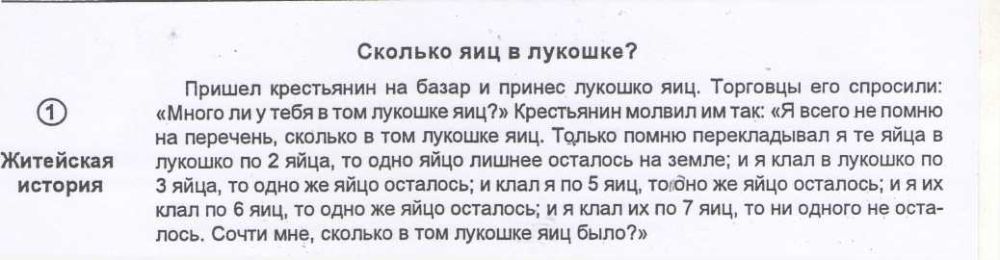 Сколько яиц в лукошке?
Пришел крестьянин на базар и принес лукошко яиц. Торговцы его спросили:
1
«Много ли у тебя в том лукошке яиц?» Крестьянин молвил им так: «Я всего не помню
на перечень, сколько в том лукошке яиц. Только помню перекладывал я те яйца в
Житейская
история
лукошко по 2 яйца, то одно яйцо лишнее осталось на земле; и я клал в лукошко по
3 яйца, то одно же яйцо осталось; и клал я по 5 яиц, то оно же яйцо осталось; и я их
клал по 6 яиц, то одно же яйцо осталось; и я клал их по 7 яиц, то ни одного не оста-
лось. Сочти мне, сколько в том лукошке яиц было?»